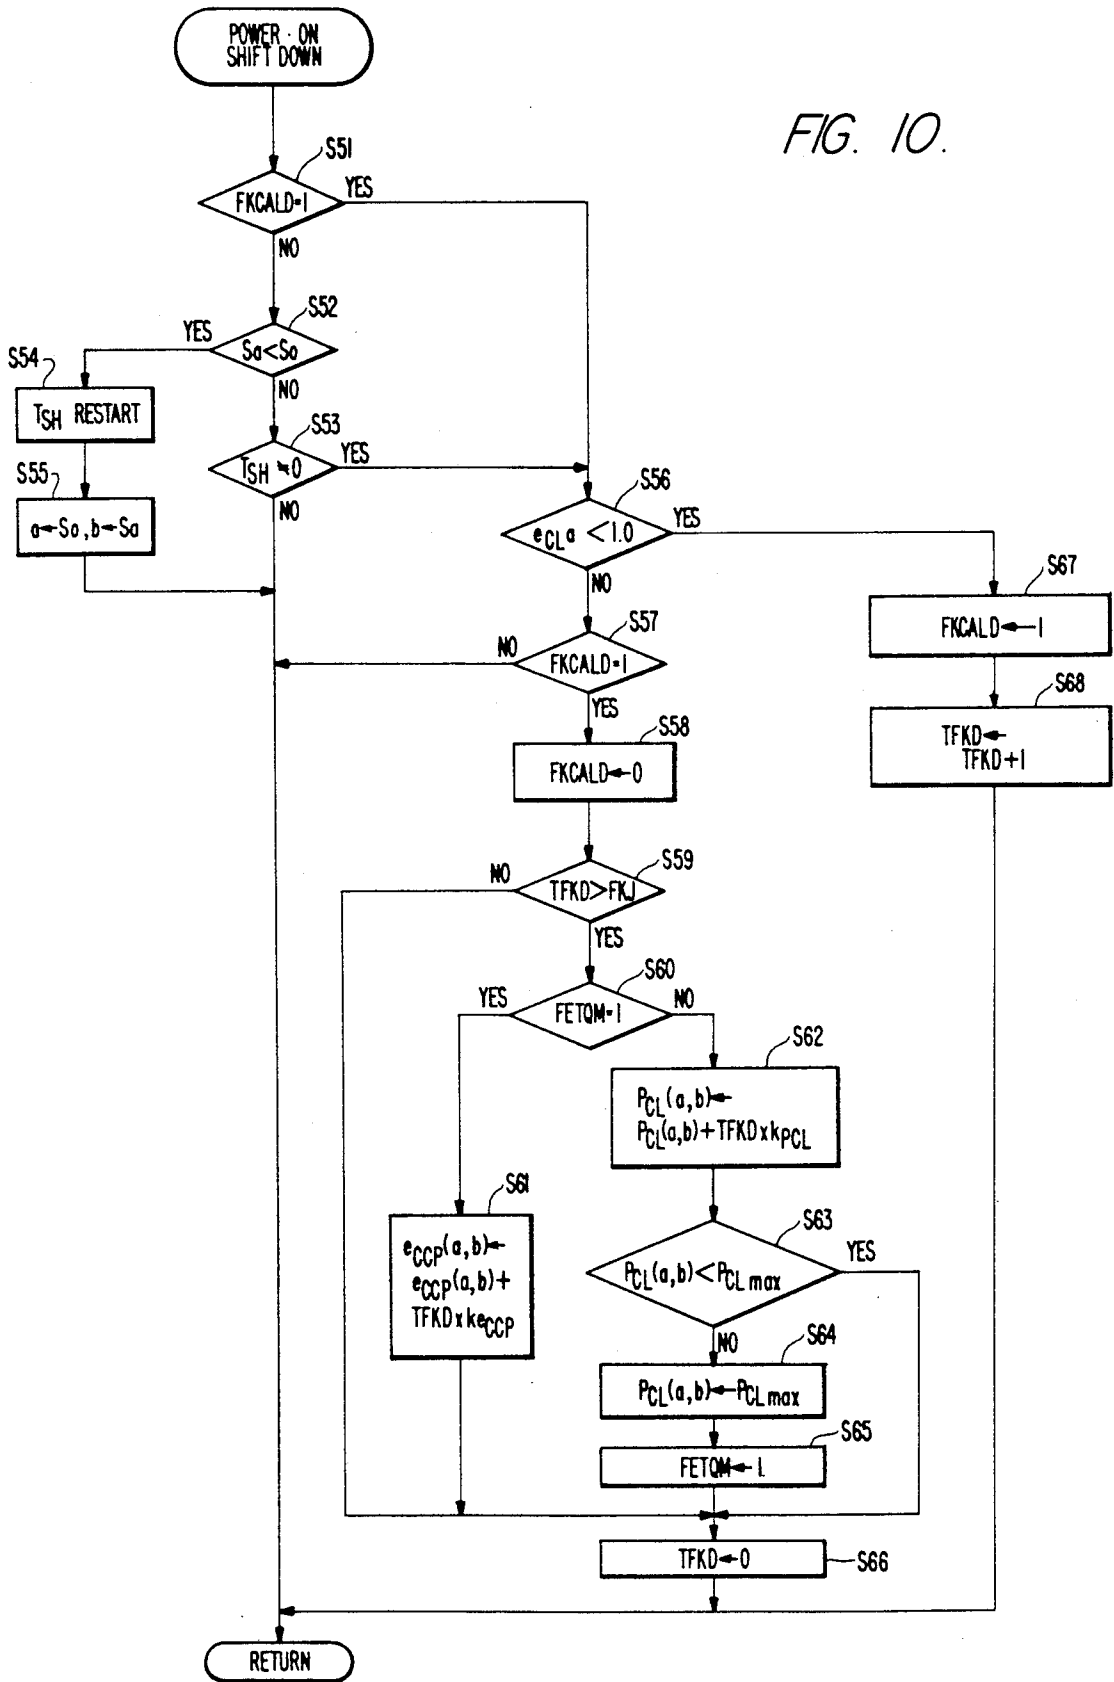 POWER·ON
SHIFT DOWN
FIG. 10.
S51
FKCALD=1
YES
NO
S52
YES
Sa<So
NO
S54
TSH RESTART
S53
TSH ≠ 0
YES
NO
S55
a←So, b←Sa
S56
eCLa <1.0
YES
NO
S67
FKCALD←1
S57
NO
FKCALD=1
YES
S68
TFKD←
TFKD+1
S58
FKCALD←0
S59
NO
TFKD>FKJ
YES
S60
YES
FETQM=1
NO
S62
PCL(a,b)←
PCL(a,b)+TFKDxkPCL
S61
eCCP(a,b)←
eCCP(a,b)+
TFKDxkeCCP
S63
PCL(a,b)<PCLmax
YES
NO
S64
PCL(a,b)←PCLmax
S65
FETQM←1.
TFKD←0
S66
RETURN